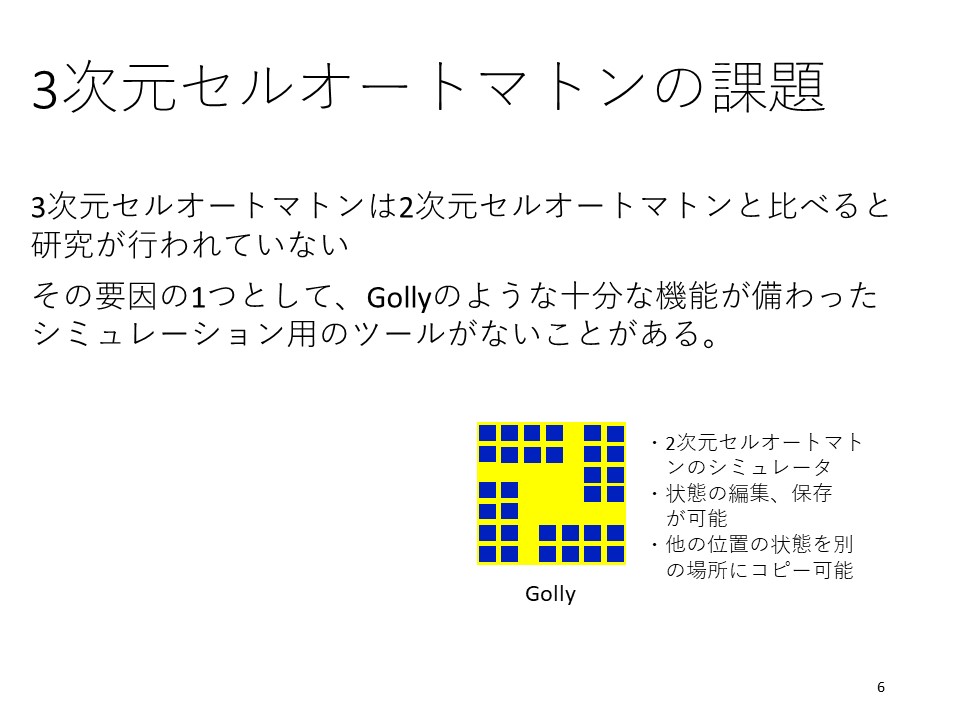 3次元セルオートマトンの課題
3次元セルオートマトンは2次元セルオートマトンと比べると
研究が行われていない
その要因の1つとして、Gollyのような十分な機能が備わった
シミュレーション用のツールがないことがある。
・2次元セルオートマト
ンのシミュレータ
・状態の編集、保存
が可能
・他の位置の状態を別
の場所にコピー可能
Golly
6